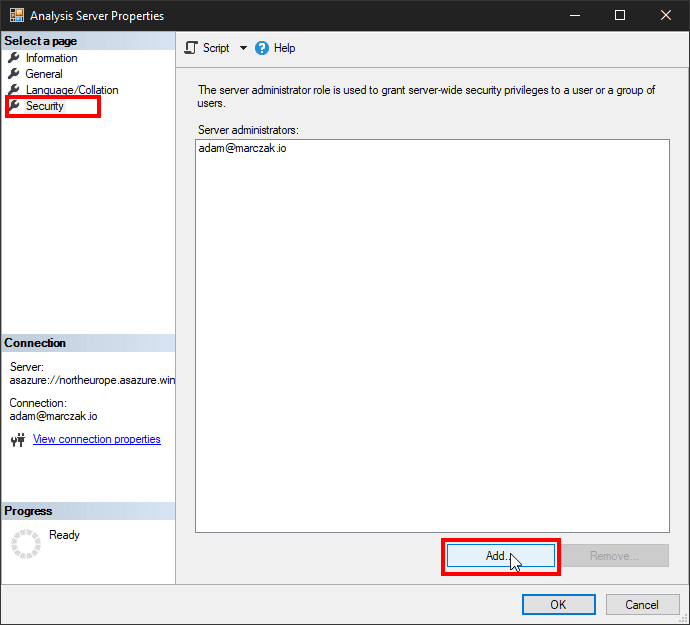 Analysis Server Properties
Select a page
Information
General
Language/Collation
Security
Script
Help
The server administrator role is used to grant server-wide security privileges to a user or a group of
users.
Server administrators:
adam@marczak.io
Connection
Server:
asazure://northeurope.asazure.win
Connection:
adam@marczak.io
View connection properties
Progress
Ready
Add...
Remove...
OK
Cancel